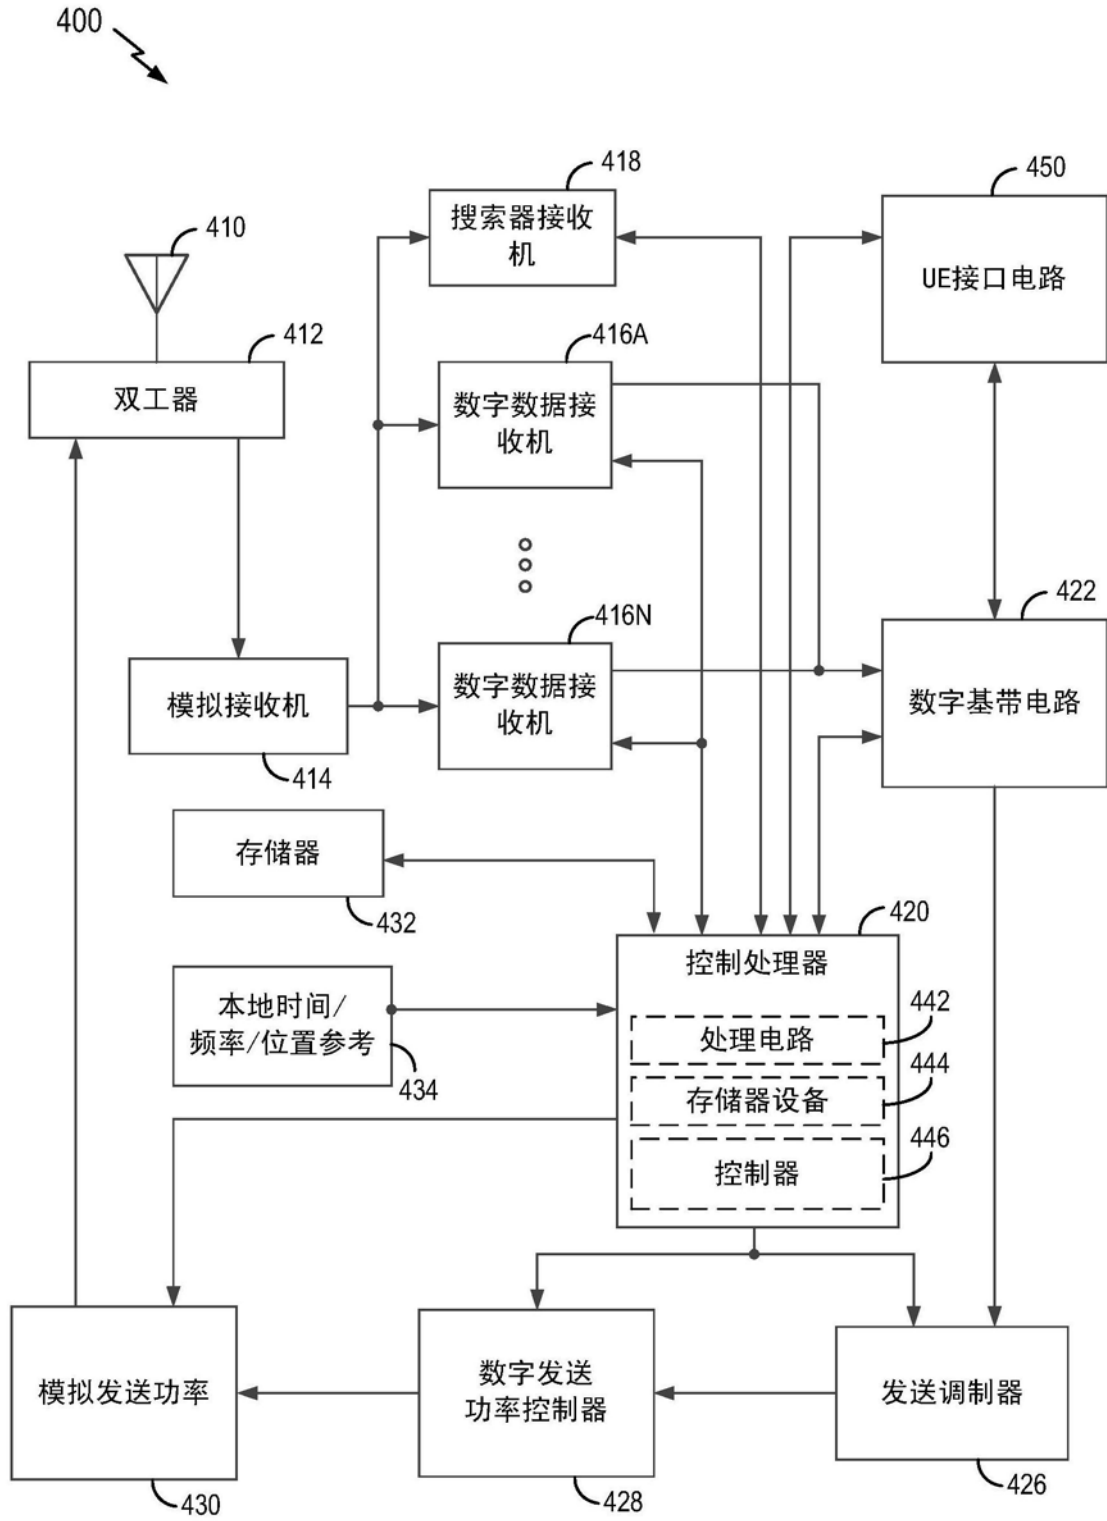 400
418
搜索器接收
机
450
UE接口电路
410
412
双工器
416A
数字数据接
收机
416N
数字数据接
收机
422
数字基带电路
模拟接收机
414
存储器
432
420
控制处理器
本地时间/
频率/位置参考
434
442
处理电路
444
存储器设备
446
控制器
模拟发送功率
430
数字发送
功率控制器
428
发送调制器
426